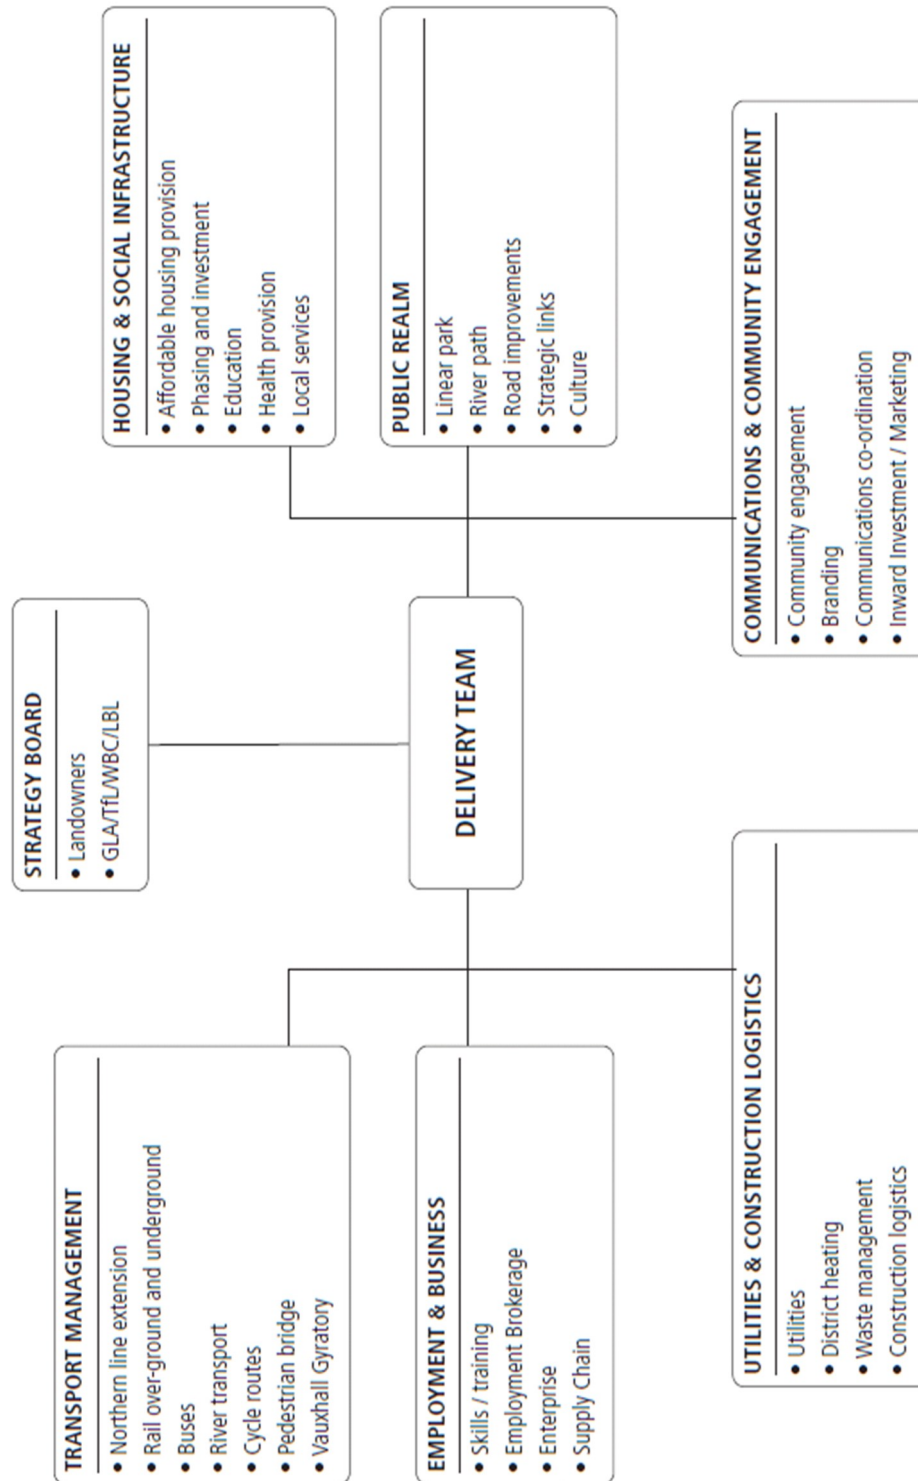 STRATEGY BOARD
• Landowners
• GLA/TfL/WBC/LBL
DELIVERY TEAM
TRANSPORT MANAGEMENT
• Northern line extension
• Rail over-ground and underground
• Buses
• River transport
• Cycle routes
• Pedestrian bridge
• Vauxhall Gyratory
EMPLOYMENT & BUSINESS
• Skills / training
• Employment Brokerage
• Enterprise
• Supply Chain
UTILITIES & CONSTRUCTION LOGISTICS
• Utilities
• District heating
• Waste management
• Construction logistics
HOUSING & SOCIAL INFRASTRUCTURE
• Affordable housing provision
• Phasing and investment
• Education
• Health provision
• Local services
PUBLIC REALM
• Linear park
• River path
• Road improvements
• Strategic links
• Culture
COMMUNICATIONS & COMMUNITY ENGAGEMENT
• Community engagement
• Branding
• Communications co-ordination
• Inward Investment / Marketing